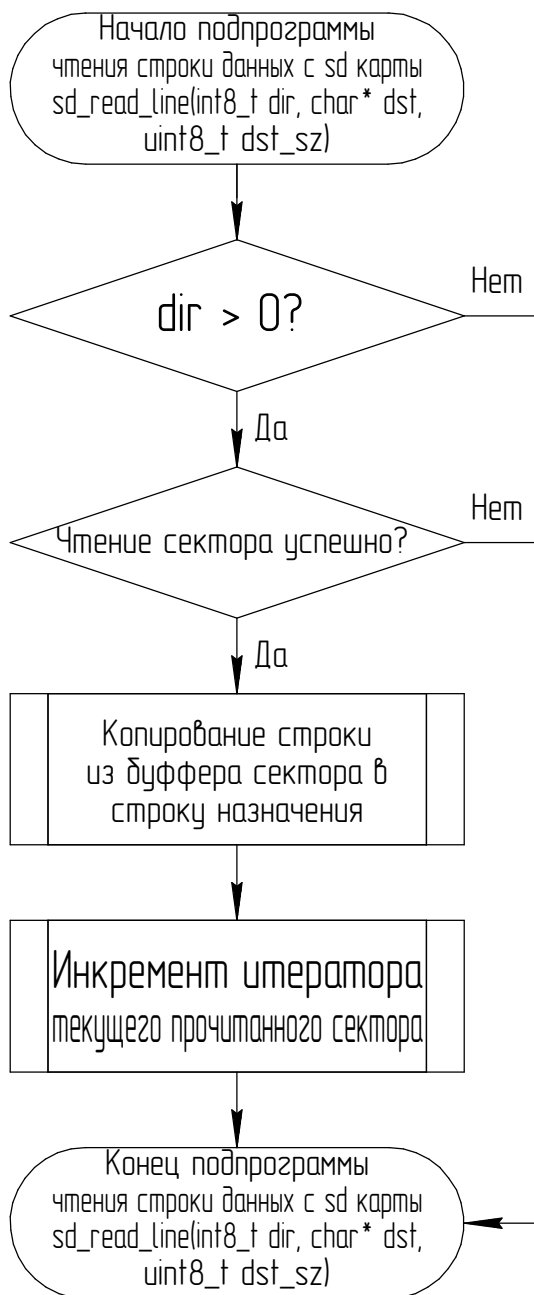 Начало подпрограммы
чтения строки данных с sd карты
sd_read_line(int8_t dir, char* dst,
uint8_t dst_sz)
Нет
dir > 0?
Да
Нет
Чтение сектора успешно?
Да
Копирование строки
из буффера сектора в
строку назначения
Инкремент итератора
текущего прочитанного сектора
Конец подпрограммы
чтения строки данных с sd карты
sd_read_line(int8_t dir, char* dst,
uint8_t dst_sz)